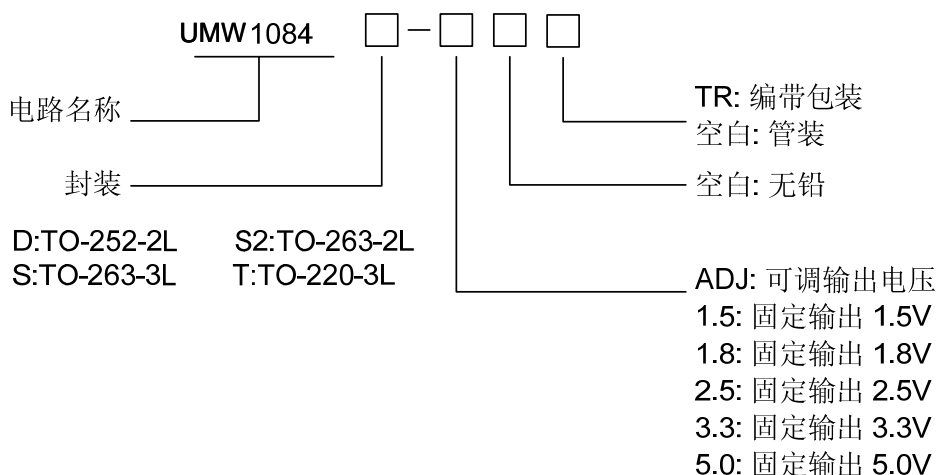 UMW1084 □-□□□
电路名称
封装
D:TO-252-2L S2:TO-263-2L
S:TO-263-3L T:TO-220-3L
TR: 编带包装
空白: 管装
空白: 无铅
ADJ: 可调输出电压
1.5: 固定输出 1.5V
1.8: 固定输出 1.8V
2.5: 固定输出 2.5V
3.3: 固定输出 3.3V
5.0: 固定输出 5.0V